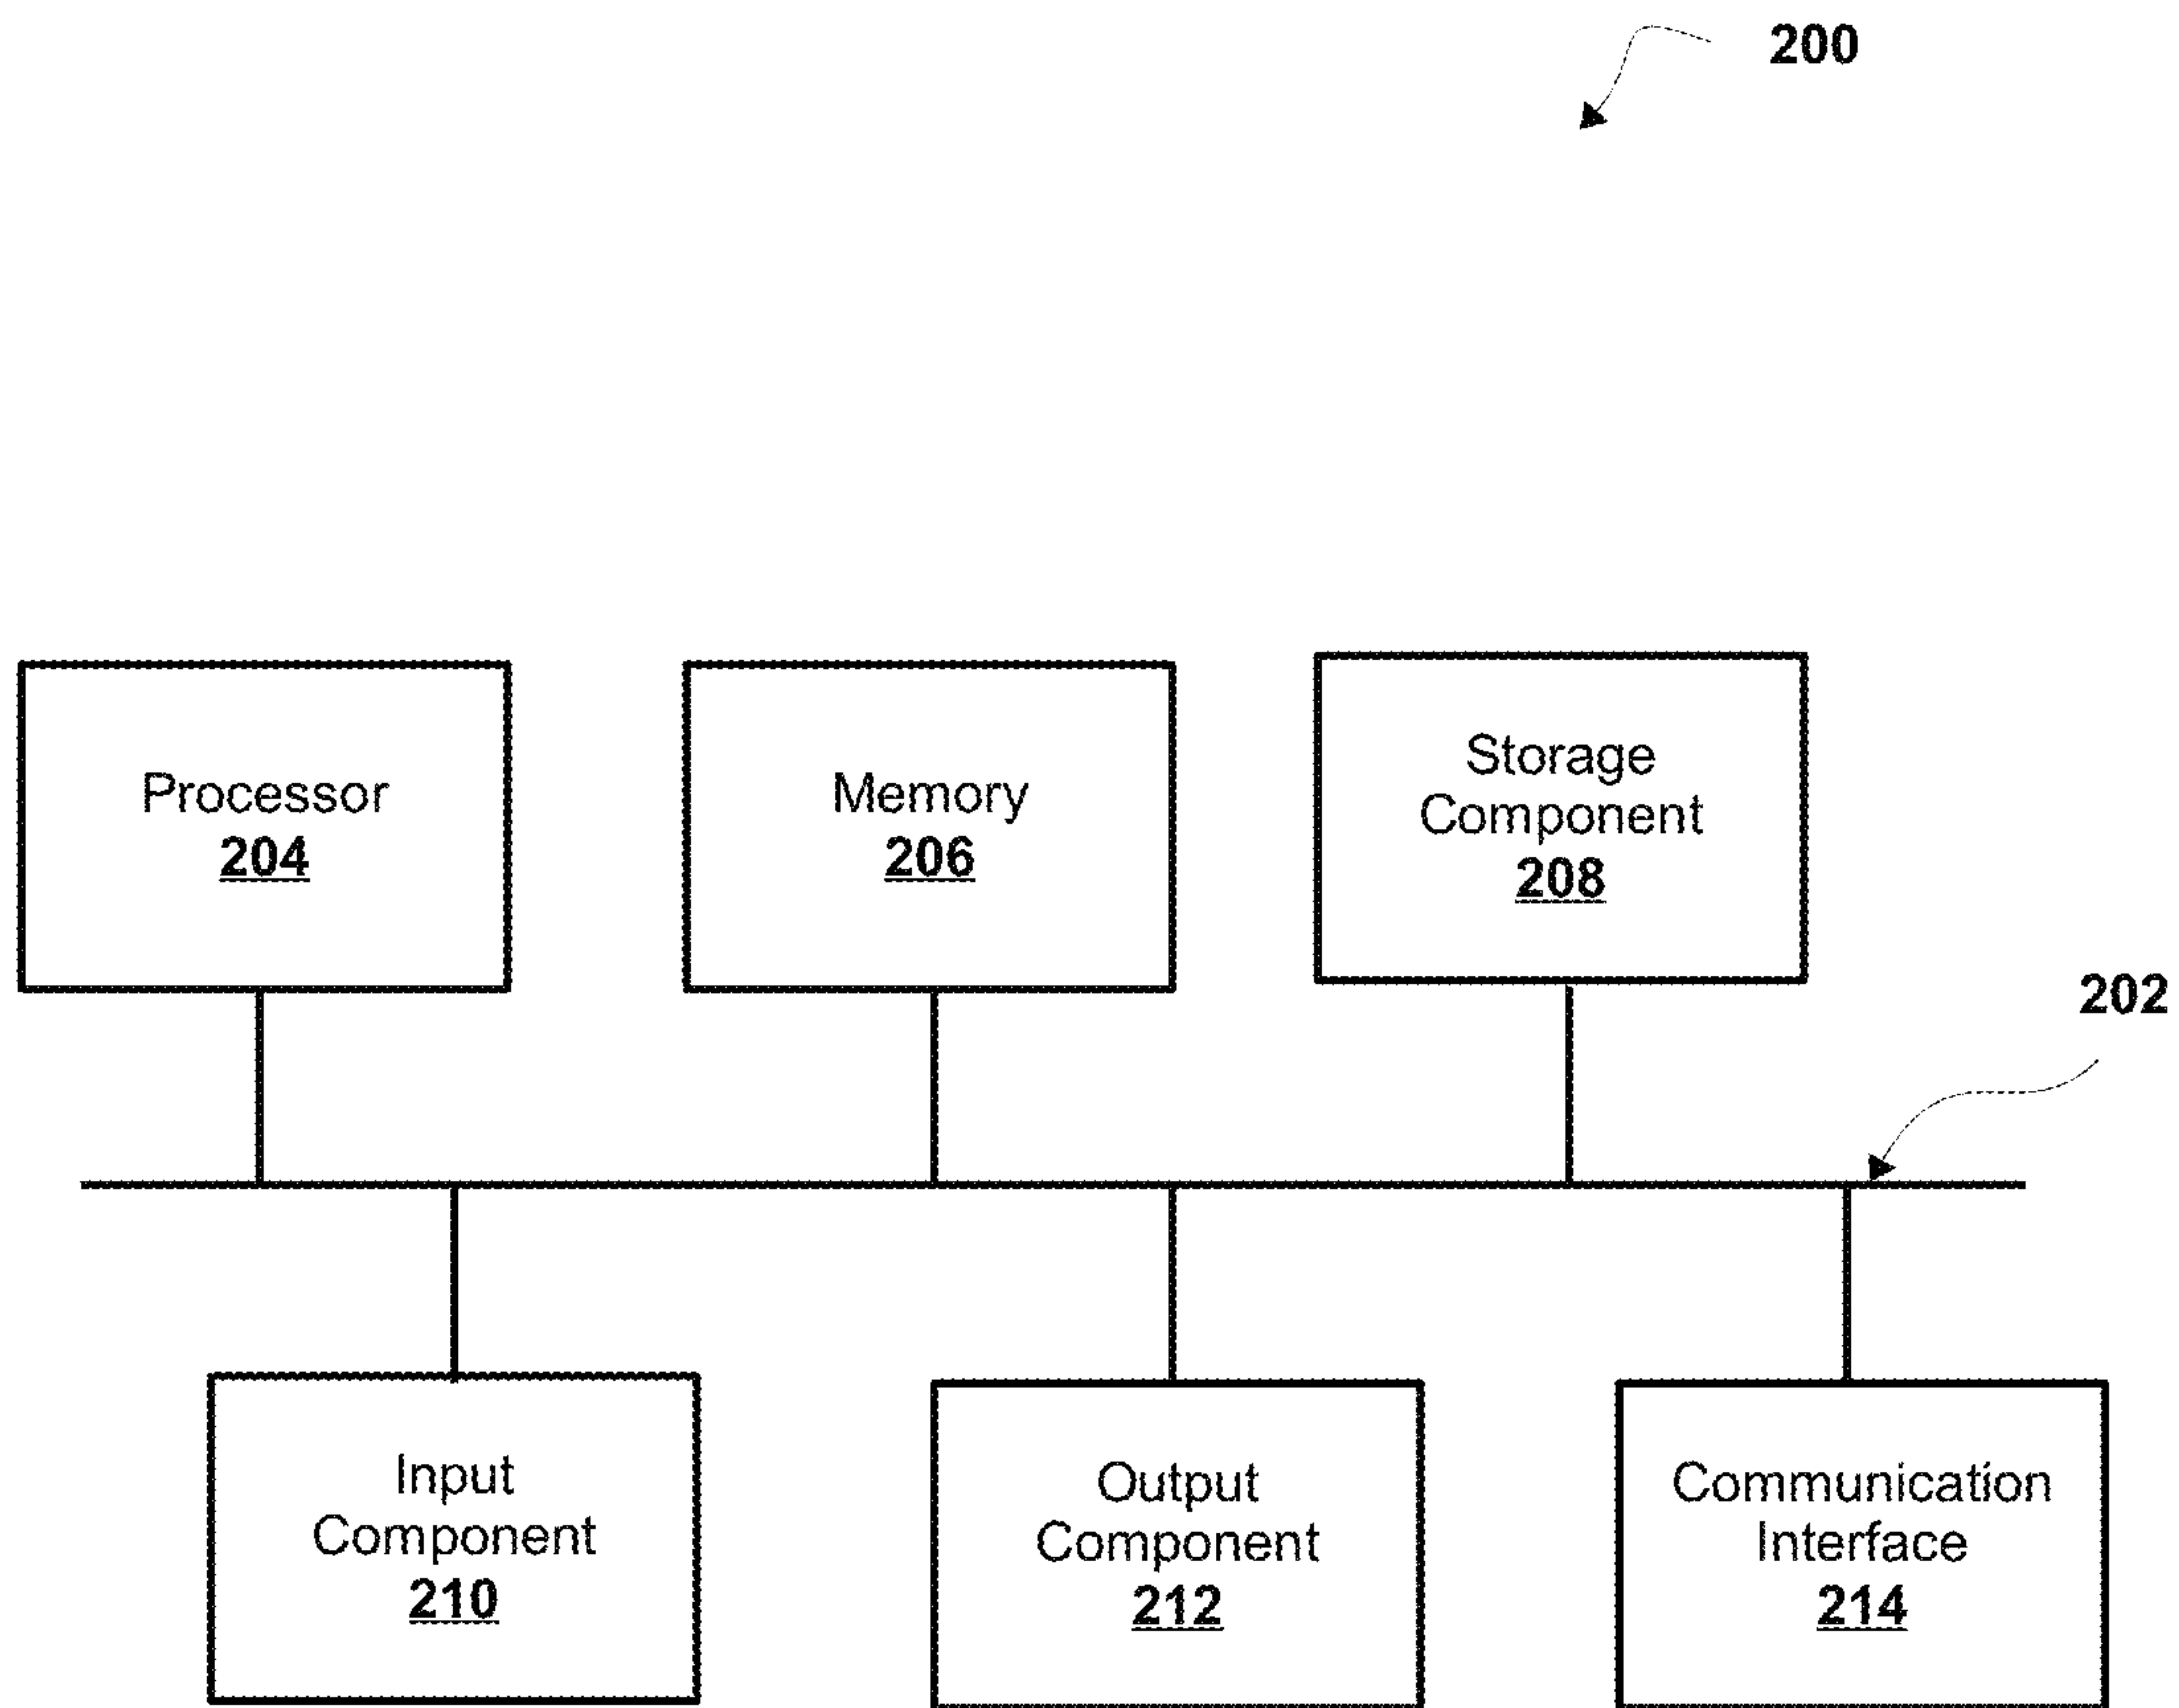 200
Processor
204
Memory
206
Storage
Component
208
202
Input
Component
210
Output
Component
212
Communication
Interface
214